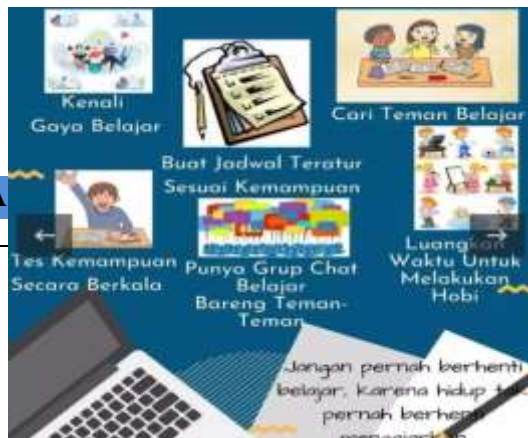 Kenali
Gaya Belajar
Buat Jadwal Teratur
Sesuai Kemampuan
Cari Teman Belajar
Tes Kemampuan
Secara Berkala
Punya Grup Chat
Belajar
Bareng Teman-
Teman
Luangkan
Waktu Untuk
Melakukan
Hobi
Jangan pernah berhenti
belajar, karena hidup
pernah